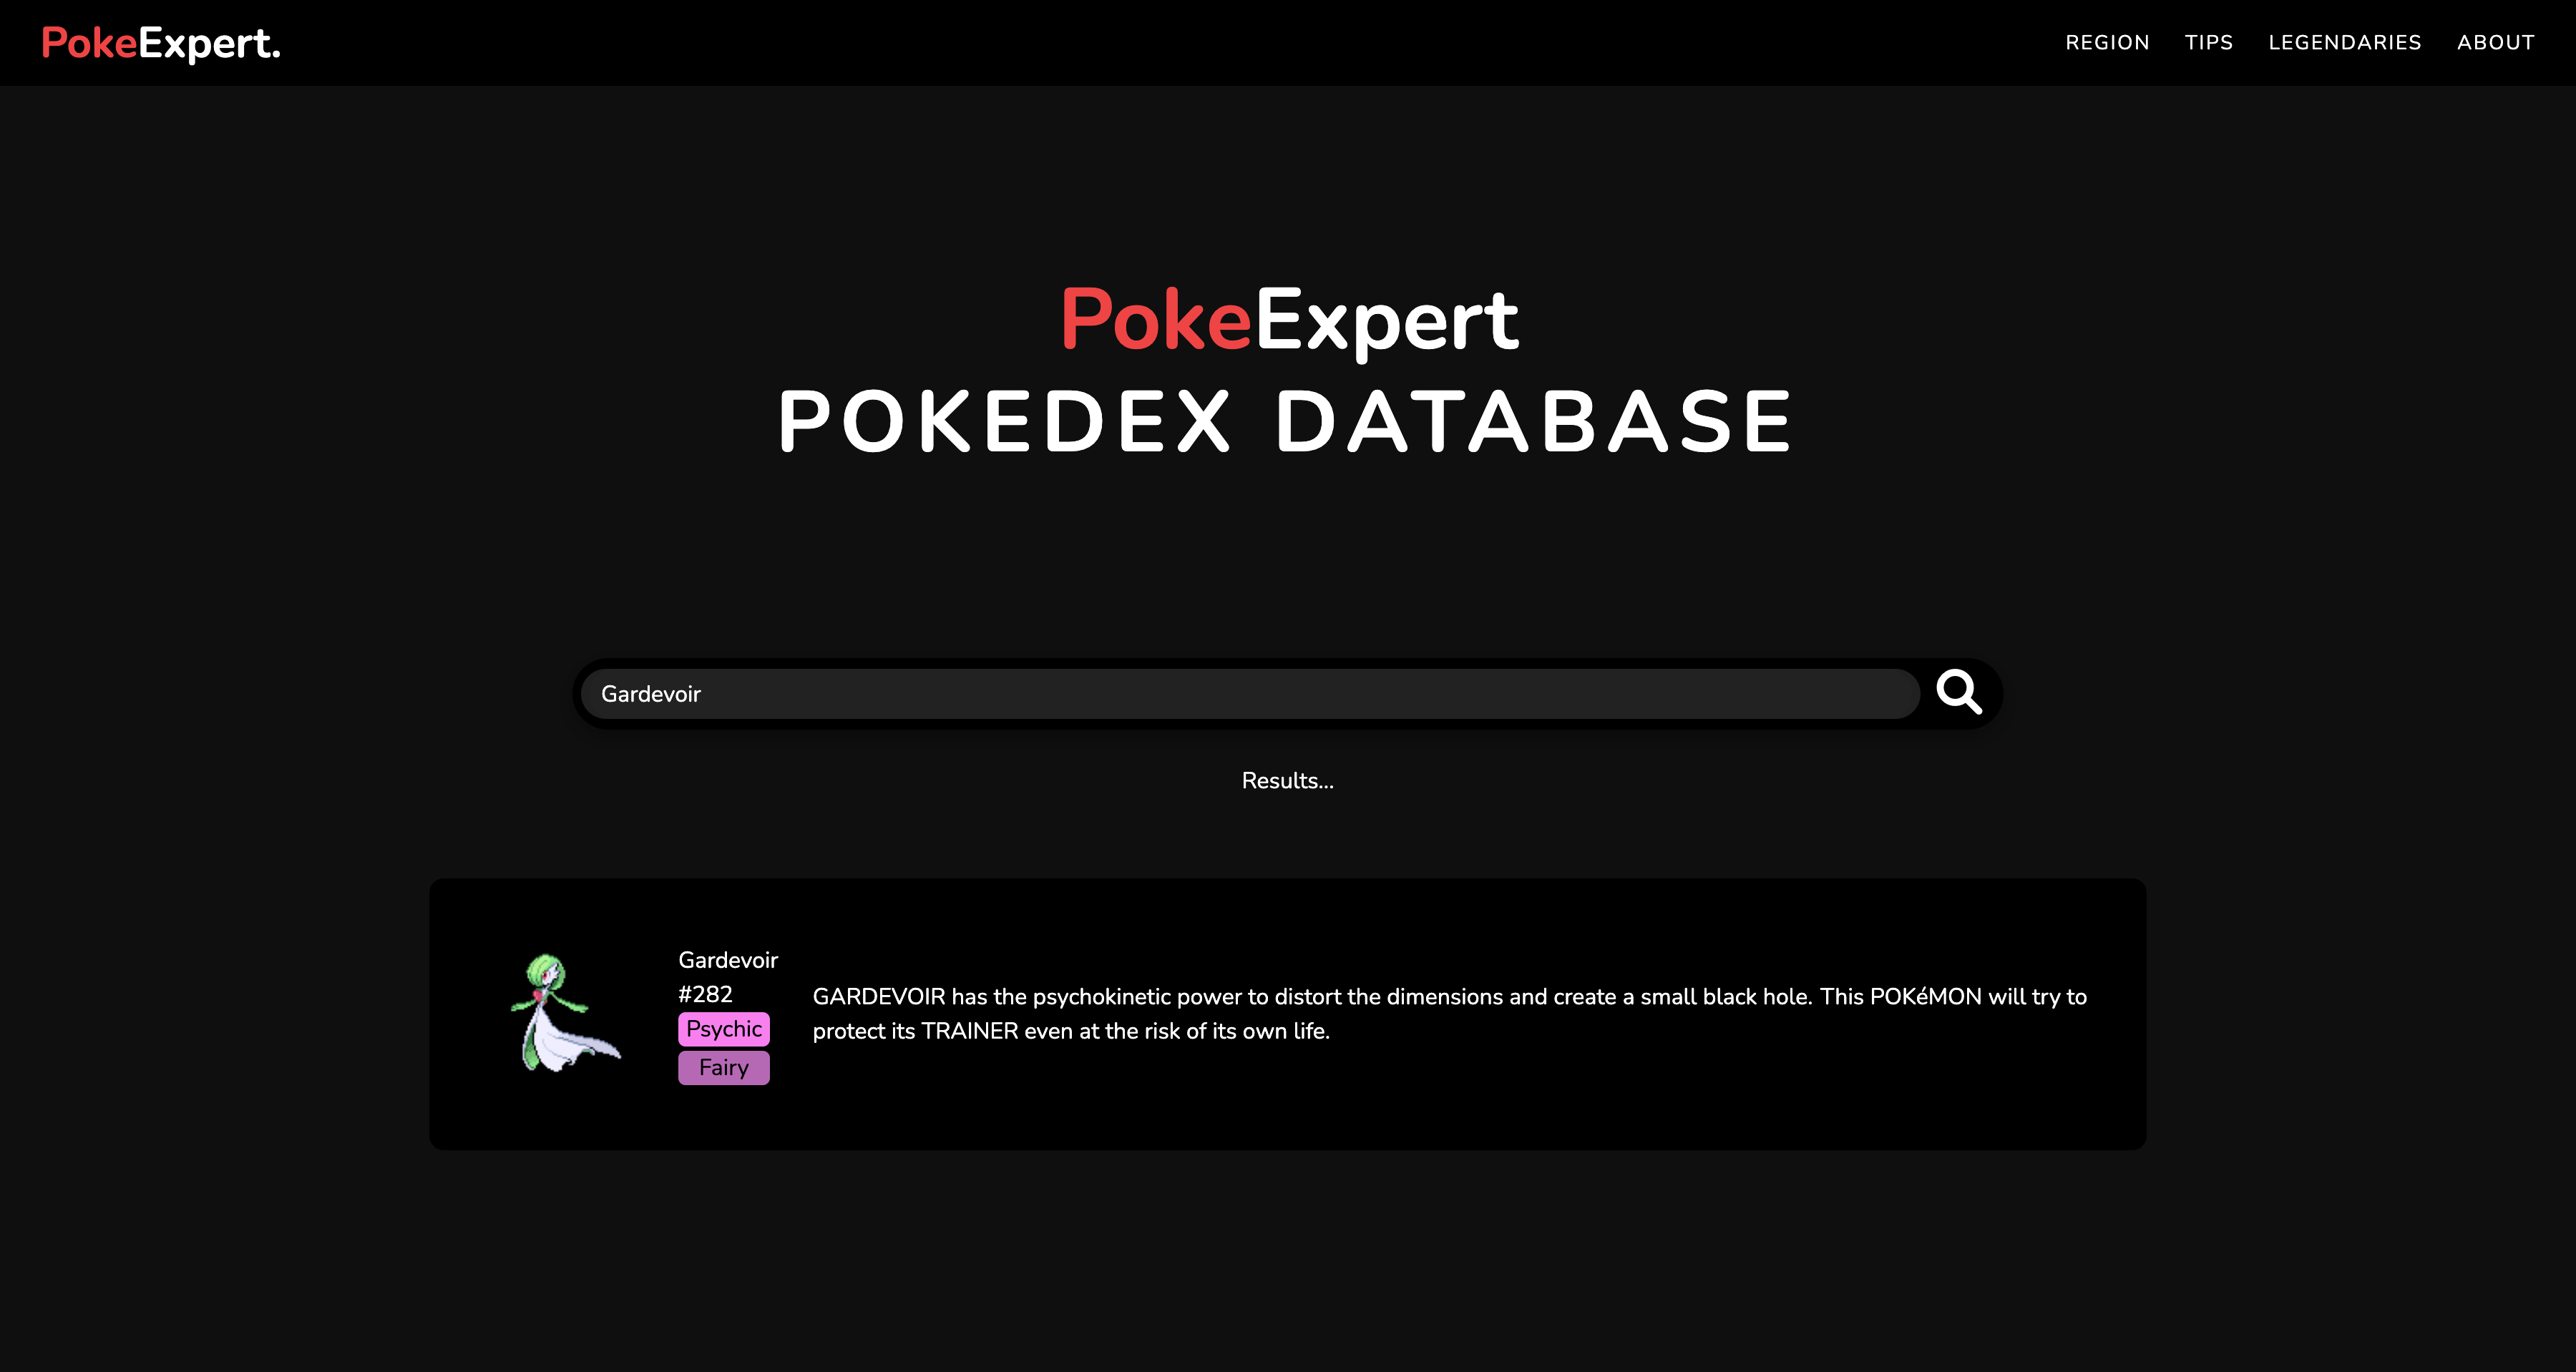 PokeExpert.
REGION TIPS LEGENDARIES ABOUT
PokeExpert
POKEDEX DATABASE
Gardevoir
Results...
Gardevoir
#282
Psychic
Fairy
GARDEVOIR has the psychokinetic power to distort the dimensions and create a small black hole. This POKéMON will try to
protect its TRAINER even at the risk of its own life.